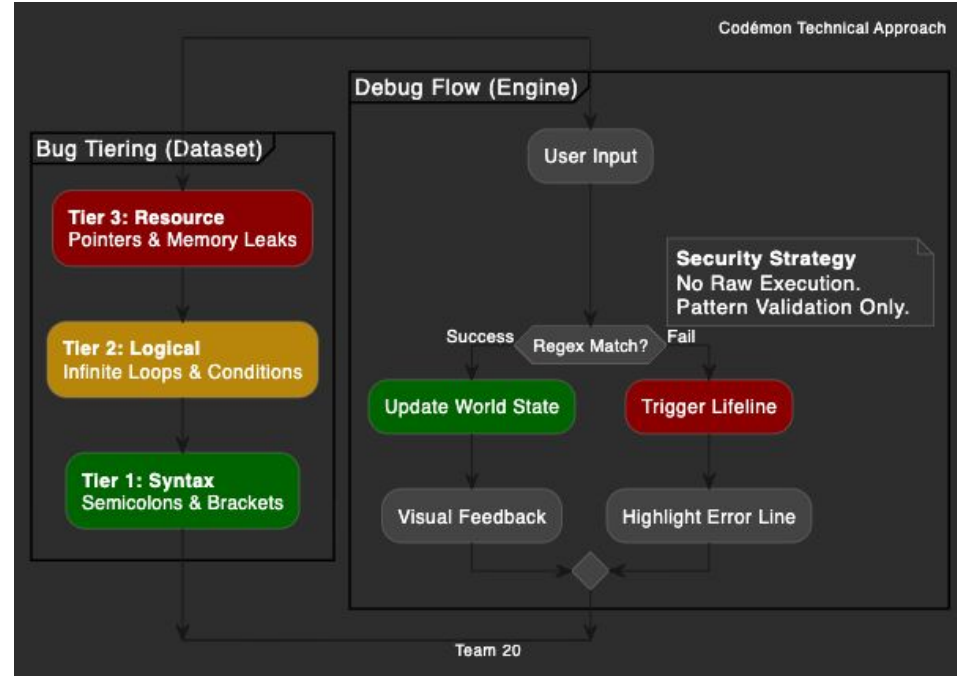 Codémon Technical Approach
Bug Tiering (Dataset)
Tier 3: Resource
Pointers & Memory Leaks
Tier 2: Logical
Infinite Loops & Conditions
Tier 1: Syntax
Semicolons & Brackets
Debug Flow (Engine)
User Input
Security Strategy
No Raw Execution.
Pattern Validation Only.
Regex Match?
Success
Fail
Update World State
Trigger Lifeline
Visual Feedback
Highlight Error Line
Team 20